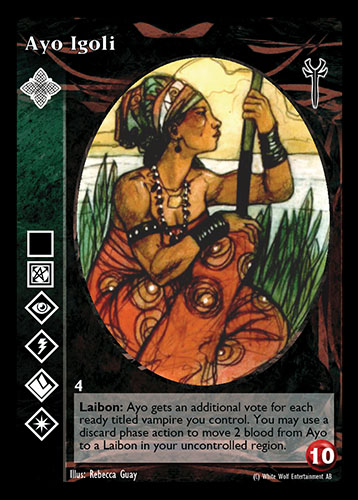 Ayo Igoli
4
Laibon: Ayo gets an additional vote for each
ready titled vampire you control. You may use a
discard phase action to move 2 blood from Ayo
to a Laibon in your uncontrolled region.
10
Illus: Rebecca Guay
(C) White Wolf Entertainment AB